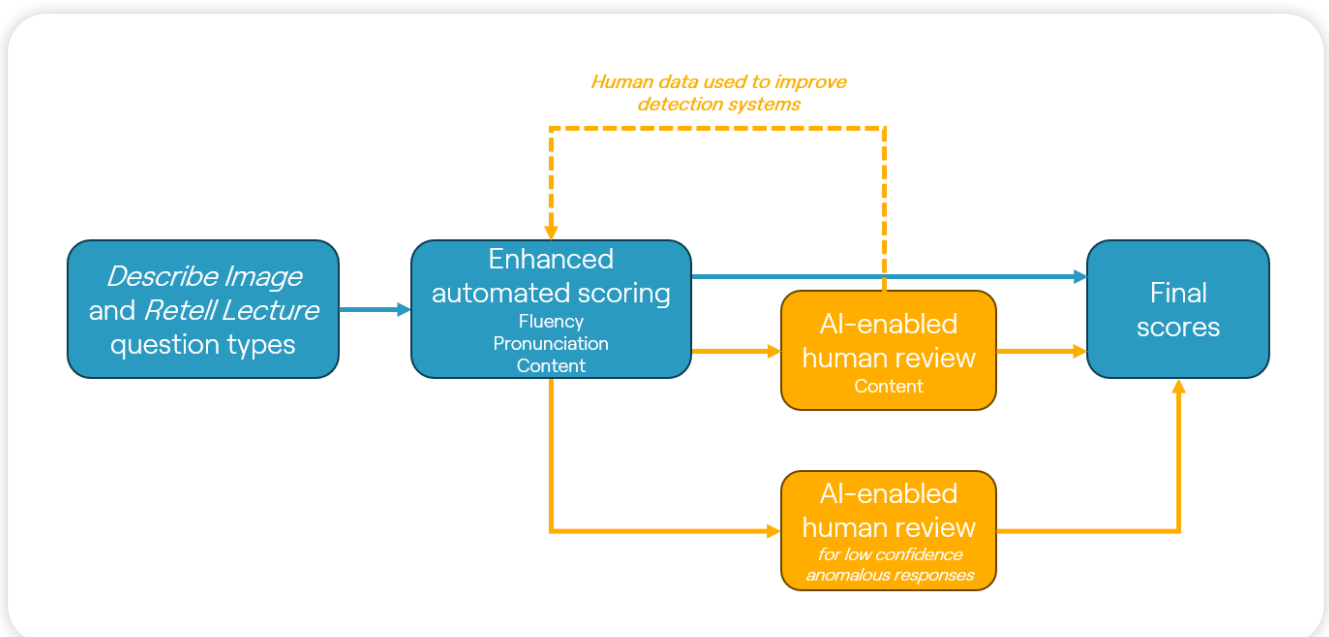 Human data used to improve
detection systems
Describe Image
and Retell Lecture
question types
Enhanced
automated scoring
Fluency
Pronunciation
Content
AI-enabled
human review
Content
Final
scores
AI-enabled
human review
for low confidence
anomalous responses